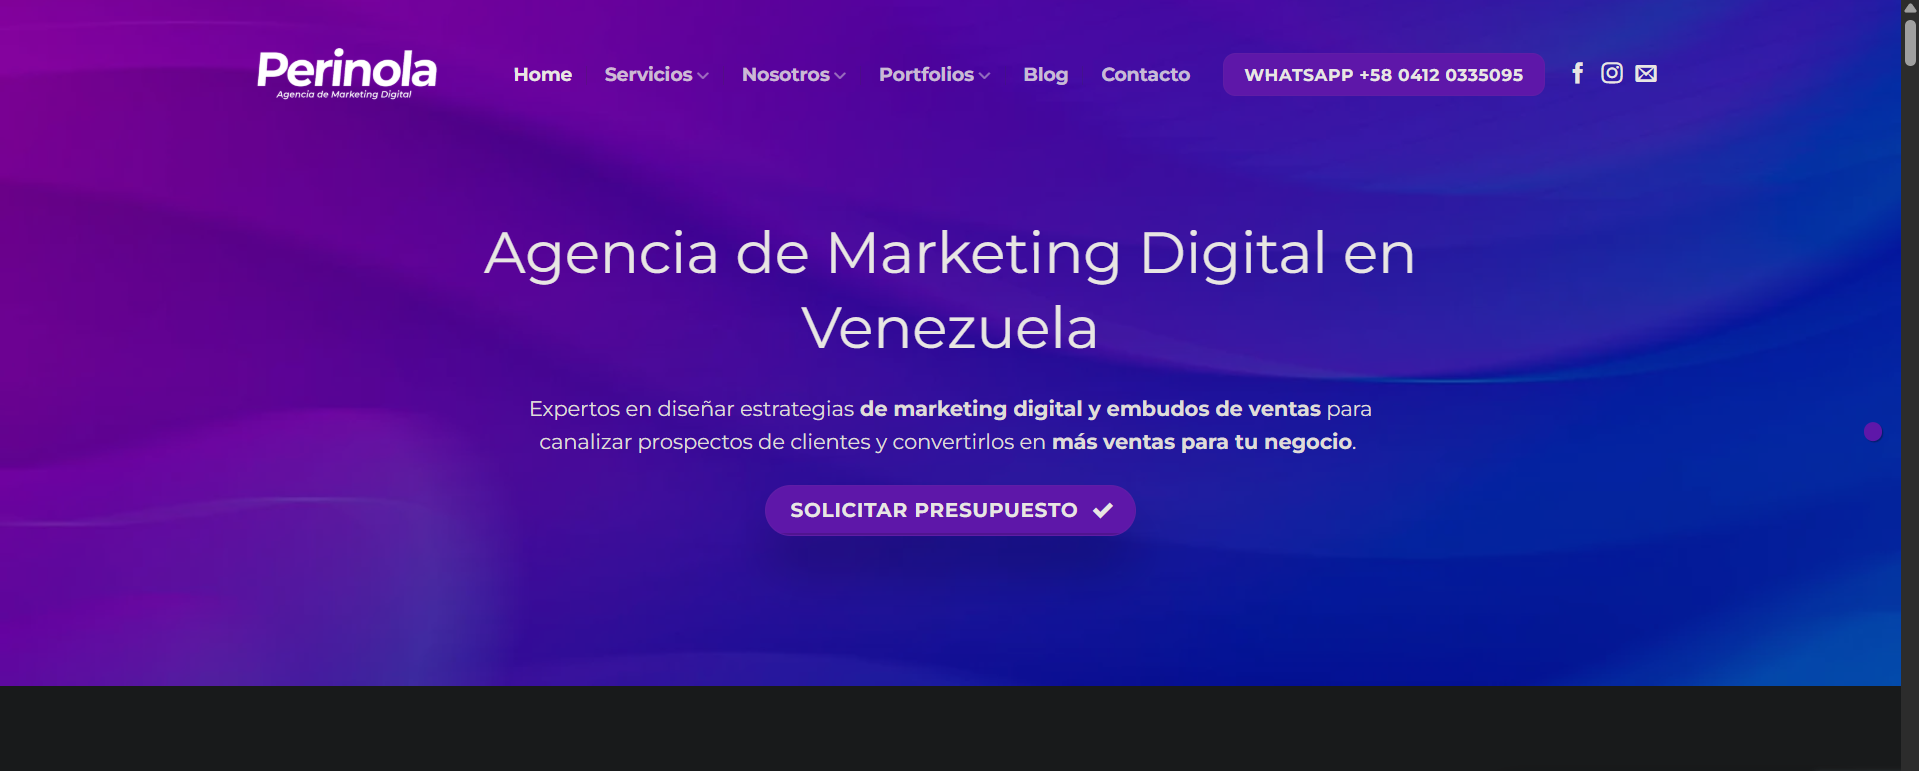 Perinola
Agencia de Marketing Digital
Home
Servicios
Nosotros
Portfolios
Blog
Contacto
WHATSAPP +58 0412 0335095
Agencia de Marketing Digital en
Venezuela
Expertos en diseñar estrategias de marketing digital y embudos de ventas para
canalizar prospectos de clientes y convertirlos en más ventas para tu negocio.
SOLICITAR PRESUPUESTO